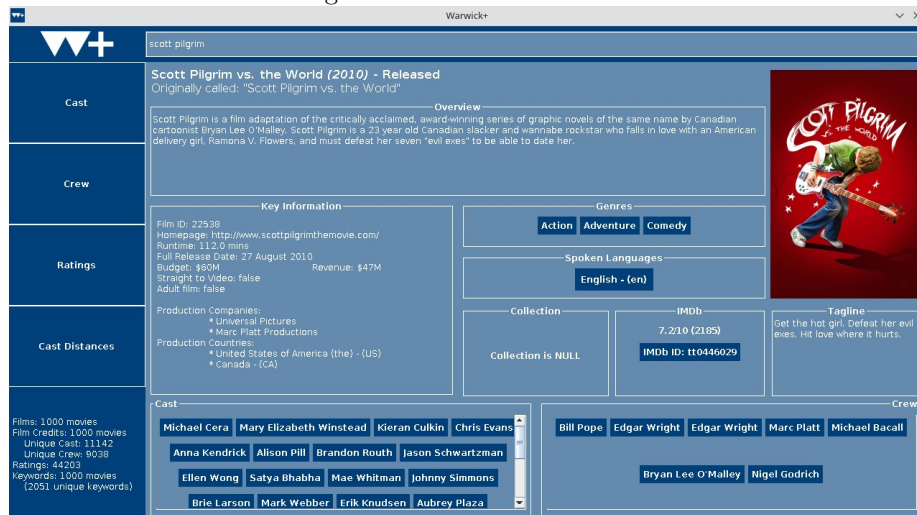 Warwick+
W+
scott pilgrim
Cast
Crew
Ratings
Cast Distances
Films: 1000 movies
Film Credits: 1000 movies
Unique Cast: 11142
Unique Crew: 9038
Ratings: 44203
Keywords: 1000 movies
(2051 unique keywords)
Scott Pilgrim vs. the World (2010) - Released
Originally called: "Scott Pilgrim vs. the World"
Overview
Scott Pilgrim is a film adaptation of the critically acclaimed, award-winning series of graphic novels of the same name by Canadian
cartoonist Bryan Lee O'Malley. Scott Pilgrim is a 23 year old Canadian slacker and wannabe rockstar who falls in love with an American
delivery girl, Ramona V. Flowers, and must defeat her seven "evil exes" to be able to date her.
Key Information
Film ID: 22538
Homepage: http://www.scottpilgrimthemovie.com/
Runtime: 112.0 mins
Full Release Date: 27 August 2010
Budget: $60M Revenue: $47M
Straight to Video: false
Adult film: false
Production Companies:
* Universal Pictures
* Marc Platt Productions
Production Countries:
* United States of America (the) - (US)
* Canada - (CA)
Genres
Action Adventure Comedy
Spoken Languages
English - (en)
Collection
Collection is NULL
IMDb
7.2/10 (2185)
IMDb ID: tt0446029
SCOTT PILGRIM
VS. THE WORLD
Tagline
Get the hot girl. Defeat her evil
exes. Hit love where it hurts.
Cast
Michael Cera Mary Elizabeth Winstead Kieran Culkin Chris Evans
Anna Kendrick Alison Pill Brandon Routh Jason Schwartzman
Ellen Wong Satya Bhabha Mae Whitman Johnny Simmons
Brie Larson Mark Webber Erik Knudsen Aubrey Plaza
Crew
Bill Pope Edgar Wright Edgar Wright Marc Platt Michael Bacall
Bryan Lee O'Malley Nigel Godrich